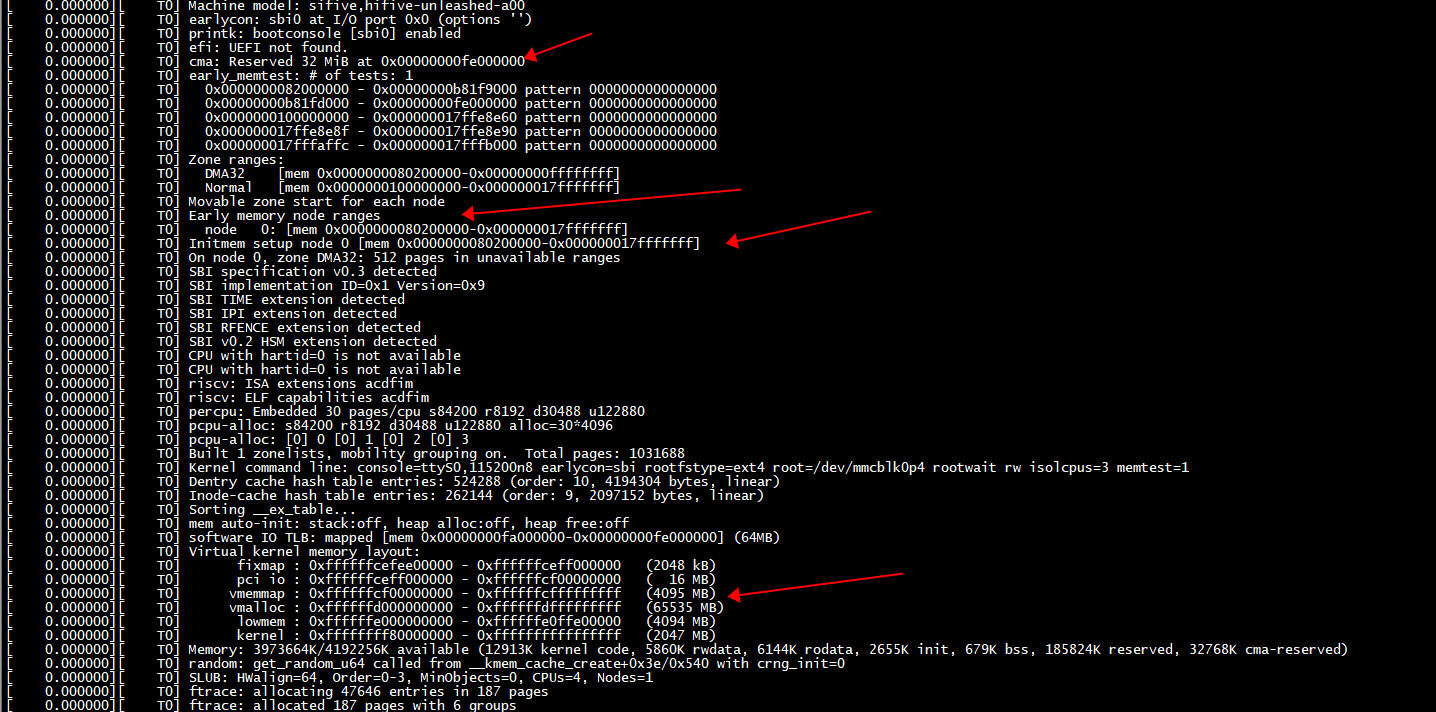 [    0.000000][    T0] Machine model: sifive,hifive-unleashed-a00
[    0.000000][    T0] earlycon: sbi0 at I/O port 0x0 (options '')
[    0.000000][    T0] printk: bootconsole [sbi0] enabled
[    0.000000][    T0] efi: UEFI not found.
[    0.000000][    T0] cma: Reserved 32 MiB at 0x00000000fe000000
[    0.000000][    T0] early_memtest: # of tests: 1
[    0.000000][    T0]   0x0000000082000000 - 0x00000000b81f9000 pattern 0000000000000000
[    0.000000][    T0]   0x00000000b81fd000 - 0x00000000fe000000 pattern 0000000000000000
[    0.000000][    T0]   0x0000000100000000 - 0x000000017ffe8e60 pattern 0000000000000000
[    0.000000][    T0]   0x000000017ffe8e8f - 0x000000017ffe8e90 pattern 0000000000000000
[    0.000000][    T0]   0x000000017fffaffc - 0x000000017fffb000 pattern 0000000000000000
[    0.000000][    T0] Zone ranges:
[    0.000000][    T0]   DMA32    [mem 0x0000000080200000-0x00000000ffffffff]
[    0.000000][    T0]   Normal   [mem 0x0000000100000000-0x000000017fffffff]
[    0.000000][    T0] Movable zone start for each node
[    0.000000][    T0] Early memory node ranges
[    0.000000][    T0]   node   0: [mem 0x0000000080200000-0x000000017fffffff]
[    0.000000][    T0] Initmem setup node 0 [mem 0x0000000080200000-0x000000017fffffff]
[    0.000000][    T0] On node 0, zone DMA32: 512 pages in unavailable ranges
[    0.000000][    T0] SBI specification v0.3 detected
[    0.000000][    T0] SBI implementation ID=0x1 Version=0x9
[    0.000000][    T0] SBI TIME extension detected
[    0.000000][    T0] SBI IPI extension detected
[    0.000000][    T0] SBI RFENCE extension detected
[    0.000000][    T0] SBI v0.2 HSM extension detected
[    0.000000][    T0] CPU with hartid=0 is not available
[    0.000000][    T0] CPU with hartid=0 is not available
[    0.000000][    T0] riscv: ISA extensions acdfim
[    0.000000][    T0] riscv: ELF capabilities acdfim
[    0.000000][    T0] percpu: Embedded 30 pages/cpu s84200 r8192 d30488 u122880
[    0.000000][    T0] pcpu-alloc: s84200 r8192 d30488 u122880 alloc=30*4096
[    0.000000][    T0] pcpu-alloc: [0] 0 [0] 1 [0] 2 [0] 3
[    0.000000][    T0] Built 1 zonelists, mobility grouping on.  Total pages: 1031688
[    0.000000][    T0] Kernel command line: console=ttyS0,115200n8 earlycon=sbi rootfstype=ext4 root=/dev/mmcblk0p4 rootwait rw isolcpus=3 memtest=1
[    0.000000][    T0] Dentry cache hash table entries: 524288 (order: 10, 4194304 bytes, linear)
[    0.000000][    T0] Inode-cache hash table entries: 262144 (order: 9, 2097152 bytes, linear)
[    0.000000][    T0] Sorting __ex_table...
[    0.000000][    T0] mem auto-init: stack:off, heap alloc:off, heap free:off
[    0.000000][    T0] software IO TLB: mapped [mem 0x00000000fa000000-0x00000000fe000000] (64MB)
[    0.000000][    T0] Virtual kernel memory layout:
[    0.000000][    T0]       fixmap : 0xffffffcefee00000 - 0xffffffceff000000   (2048 kB)
[    0.000000][    T0]       pci io : 0xffffffceff000000 - 0xffffffcf00000000   (  16 MB)
[    0.000000][    T0]      vmemmap : 0xffffffcf00000000 - 0xffffffcfffffffff   (4095 MB)
[    0.000000][    T0]      vmalloc : 0xffffffd000000000 - 0xffffffdfffffffff   (65535 MB)
[    0.000000][    T0]       lowmem : 0xffffffe000000000 - 0xffffffe0ffe00000   (4094 MB)
[    0.000000][    T0]       kernel : 0xffffffff80000000 - 0xffffffffffffffff   (2047 MB)
[    0.000000][    T0] Memory: 3973664K/4192256K available (12913K kernel code, 5860K rwdata, 6144K rodata, 2655K init, 679K bss, 185824K reserved, 32768K cma-reserved)
[    0.000000][    T0] random: get_random_u64 called from __kmem_cache_create+0x3e/0x540 with crng_init=0
[    0.000000][    T0] SLUB: HWalign=64, Order=0-3, MinObjects=0, CPUs=4, Nodes=1
[    0.000000][    T0] ftrace: allocating 47646 entries in 187 pages
[    0.000000][    T0] ftrace: allocated 187 pages with 6 groups